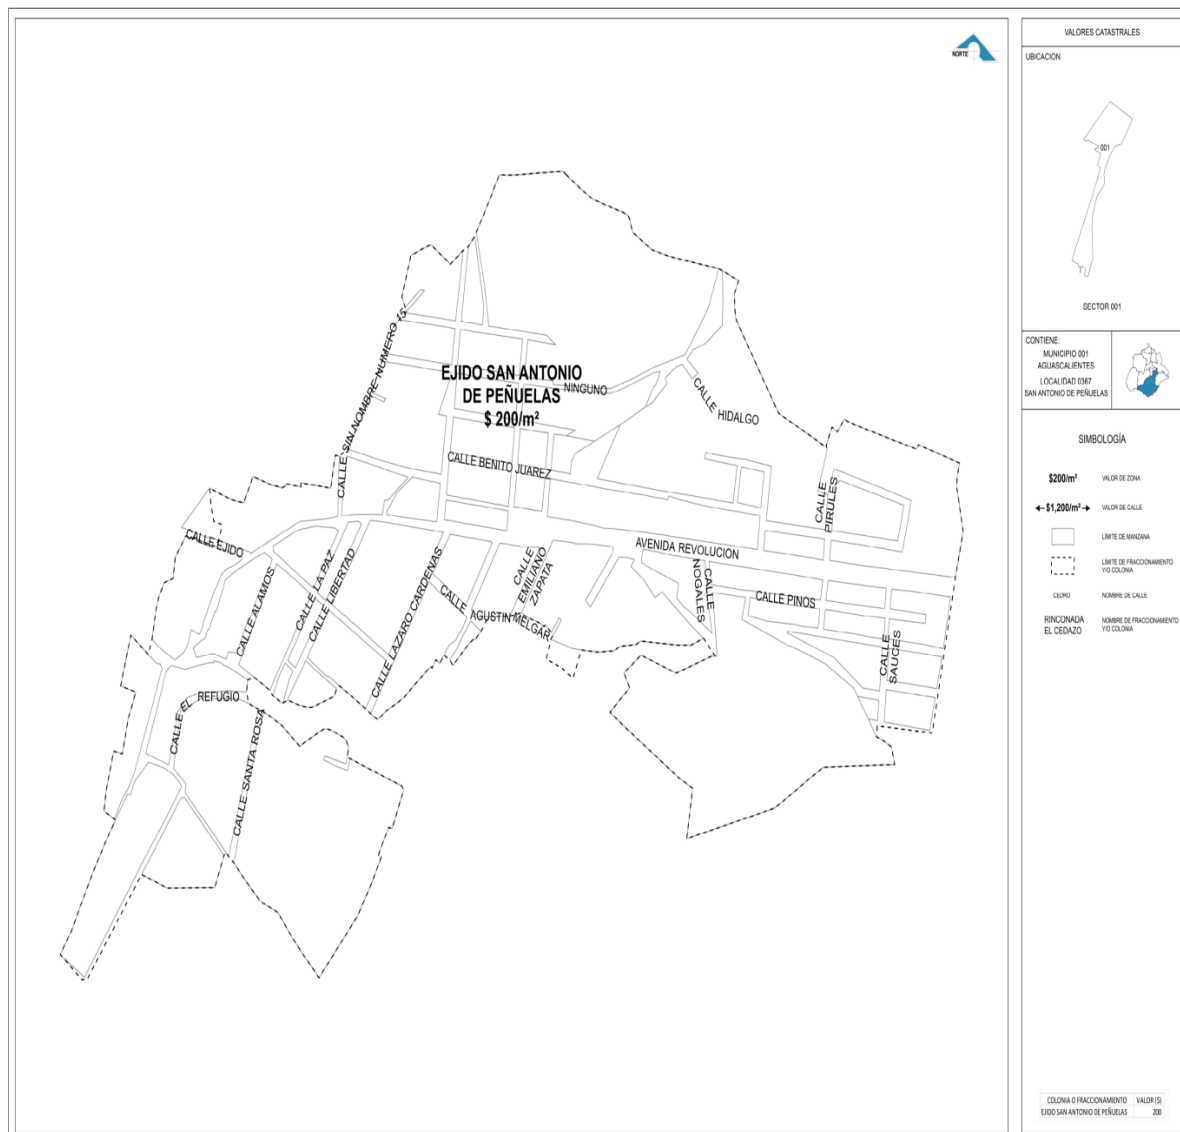 NORTE
EJIDO SAN ANTONIO
DE PEÑUELAS
$ 200/m²
CALLE SIN NOMBRE NUMERO 15
NINGUNO
CALLE HIDALGO
CALLE BENITO JUAREZ
CALLE
PIRULES
CALLE EJIDO
AVENIDA REVOLUCION
CALLE LA PAZ
CALLE LIBERTAD
CALLE ALAMOS
CALLE LAZARO CARDENAS
CALLE
EMILIANO
ZAPATA
CALLE AGUSTIN MELGAR
CALLE
NOGALES
CALLE PINOS
CALLE
SAUCES
CALLE EL REFUGIO
CALLE SANTA ROSA
VALORES CATASTRALES
UBICACION
001
SECTOR 001
CONTIENE:
MUNICIPIO 001
AGUASCALIENTES
LOCALIDAD 0367
SAN ANTONIO DE PEÑUELAS
SIMBOLOGÍA
$200/m² VALOR DE ZONA
$1,200/m² VALOR DE CALLE
LÍMITE DE MANZANA
LÍMITE DE FRACCIONAMIENTO
Y/O COLONIA
CEDRO NOMBRE DE CALLE
RINCONADA
EL CEDAZO
NOMBRE DE FRACCIONAMIENTO
Y/O COLONIA
COLONIA O FRACCIONAMIENTO VALOR ($)
EJIDO SAN ANTONIO DE PEÑUELAS 200